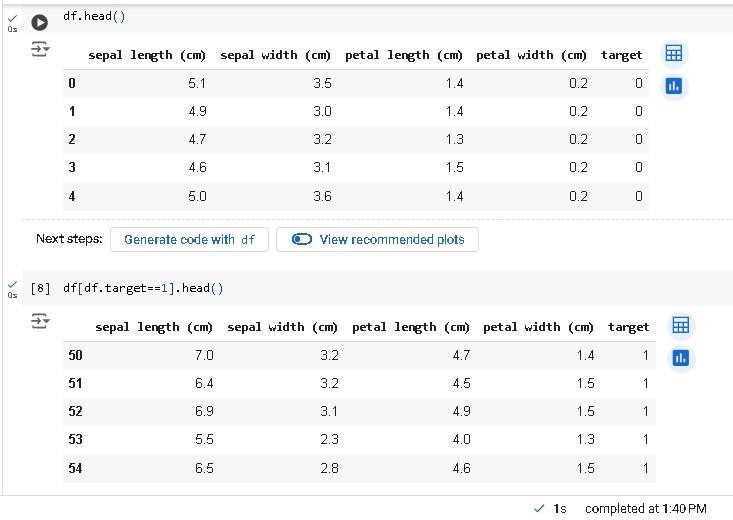 df.head()
0s
sepal length (cm) sepal width (cm) petal length (cm) petal width (cm) target
0 5.1 3.5 1.4 0.2 0
1 4.9 3.0 1.4 0.2 0
2 4.7 3.2 1.3 0.2 0
3 4.6 3.1 1.5 0.2 0
4 5.0 3.6 1.4 0.2 0
Next steps: Generate code with df View recommended plots
[8] df[df.target==1].head()
0s
sepal length (cm) sepal width (cm) petal length (cm) petal width (cm) target
50 7.0 3.2 4.7 1.4 1
51 6.4 3.2 4.5 1.5 1
52 6.9 3.1 4.9 1.5 1
53 5.5 2.3 4.0 1.3 1
54 6.5 2.8 4.6 1.5 1
1s completed at 1:40 PM